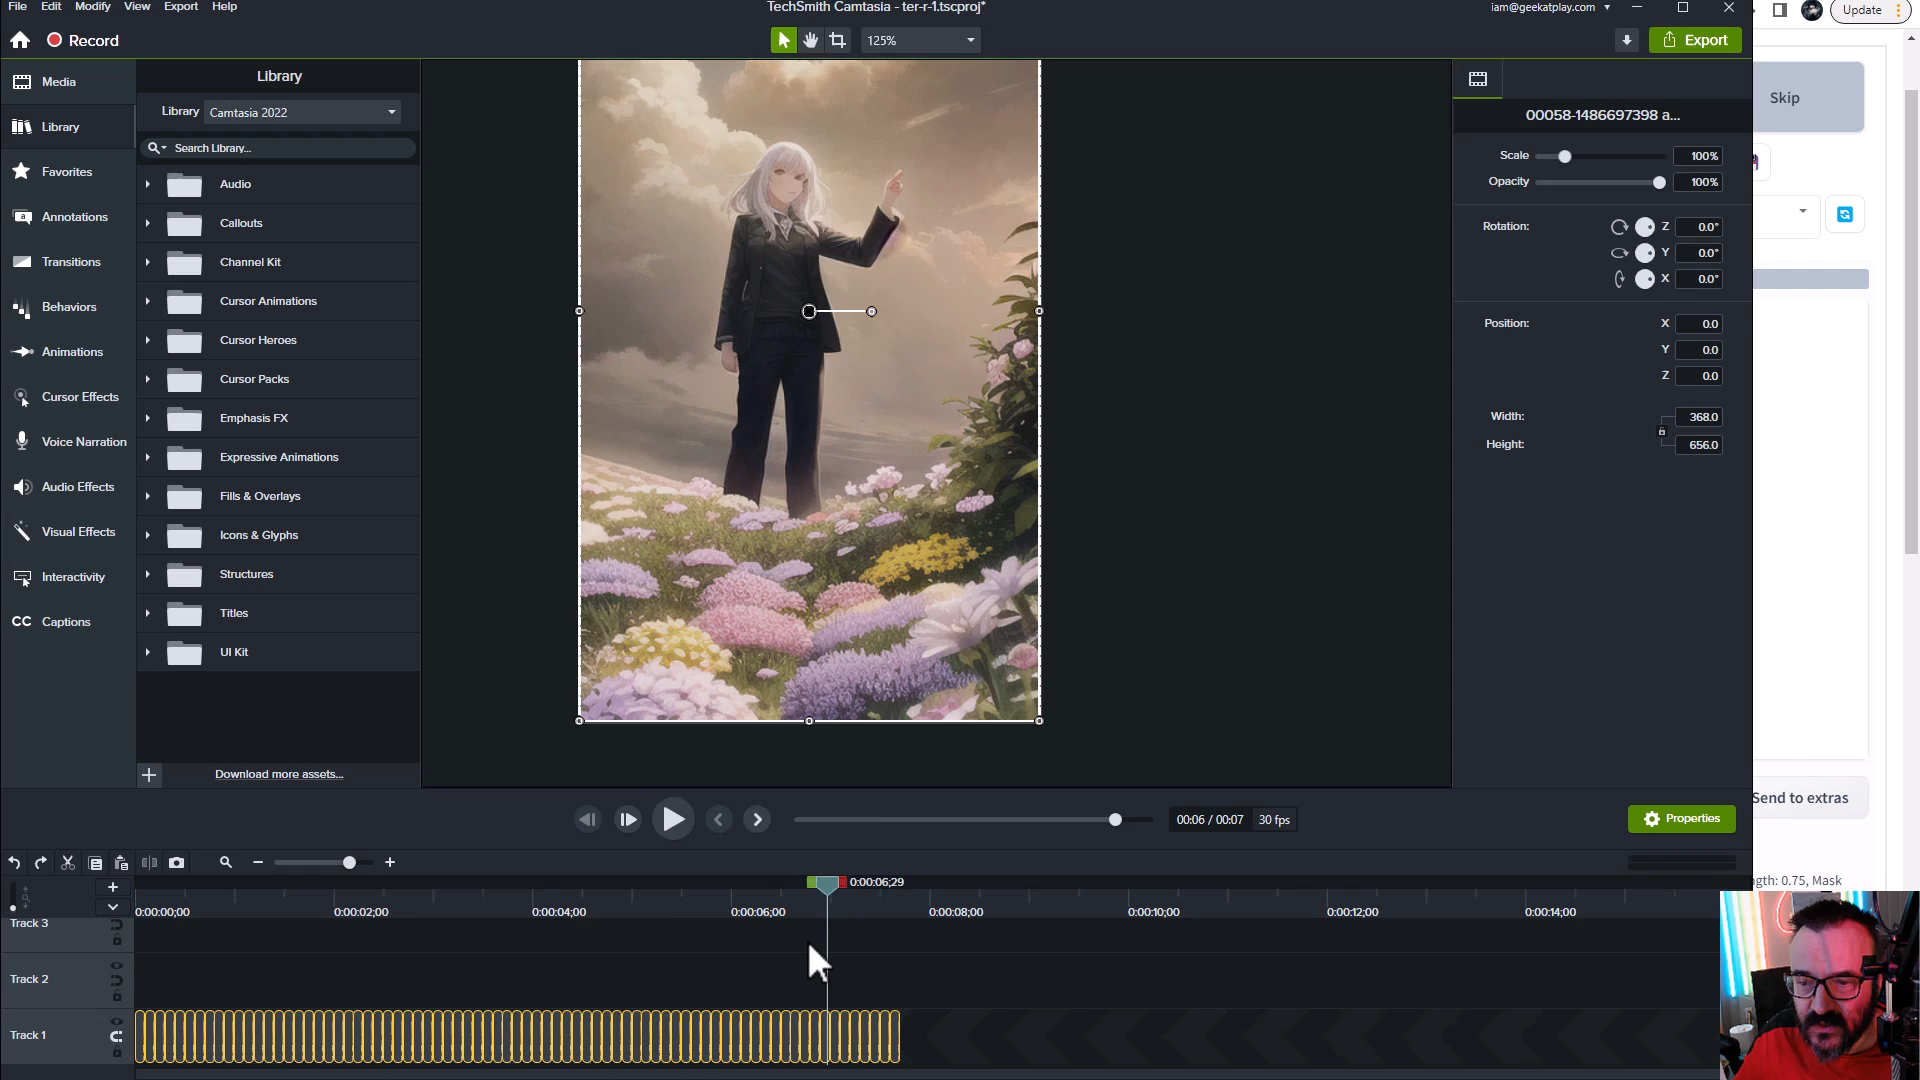 File Edit Modify View Export Help
TechSmith Camtasia - ter-r-1.tscproj*
iam@geekatplay.com
Update
Record
125%
Export
Skip
Media
Library
Favorites
Annotations
Transitions
Behaviors
Animations
Cursor Effects
Voice Narration
Audio Effects
Visual Effects
Interactivity
CC Captions
Library
Library Camtasia 2022
Search Library...
Audio
Callouts
Channel Kit
Cursor Animations
Cursor Heroes
Cursor Packs
Emphasis FX
Expressive Animations
Fills & Overlays
Icons & Glyphs
Structures
Titles
UI Kit
Download more assets...
00058-1486697398 a...
Scale 100%
Opacity 100%
Rotation: Z 0.0°
Y 0.0°
X 0.0°
Position: X 0.0
Y 0.0
Z 0.0
Width: 368.0
Height: 656.0
Send to extras
00:06 / 00:07 30 fps
Properties
ngth: 0.75, Mask
0:00:06;29
0:00:00;00 0:00:02;00 0:00:04;00 0:00:06;00 0:00:08;00 0:00:10;00 0:00:12;00 0:00:14;00
Track 3
Track 2
Track 1